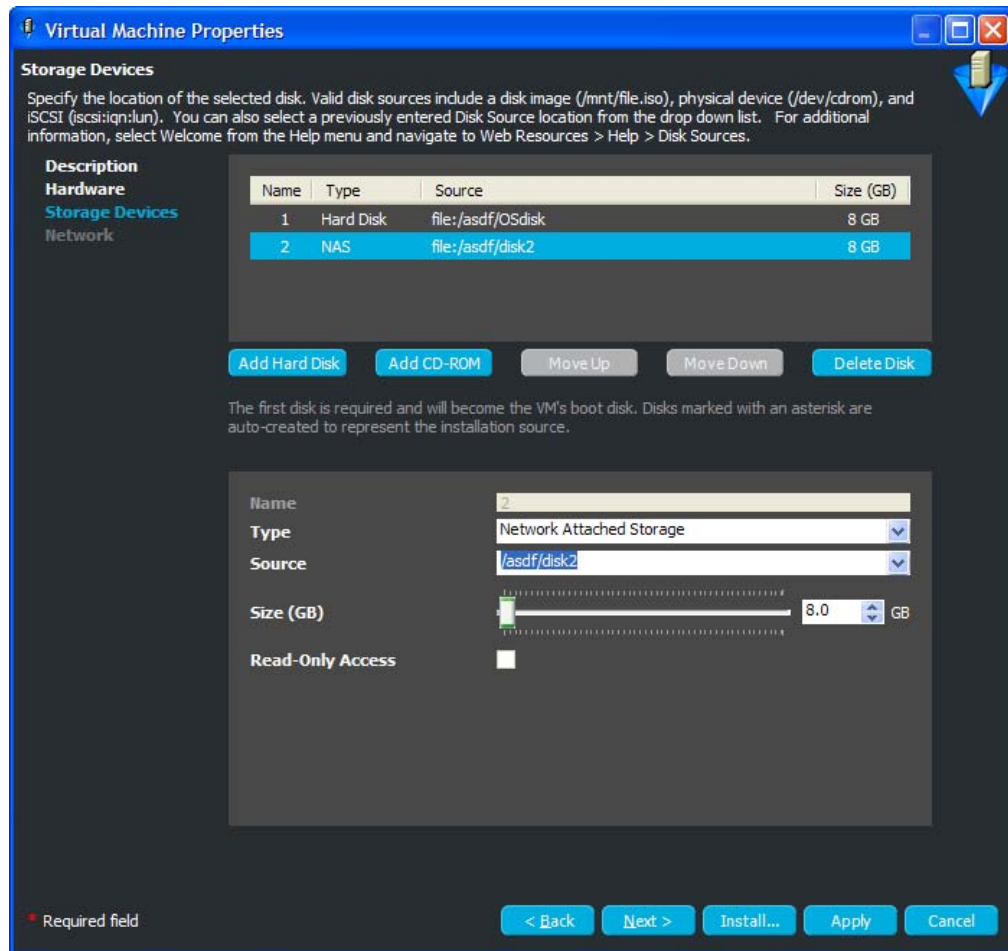 Virtual Machine Properties
Storage Devices
Specify the location of the selected disk. Valid disk sources include a disk image (/mnt/file.iso), physical device (/dev/cdrom), and
iSCSI (iscsi:iqn:lun). You can also select a previously entered Disk Source location from the drop down list. For additional
information, select Welcome from the Help menu and navigate to Web Resources > Help > Disk Sources.
Description
Hardware
Storage Devices
Network
Name Type Source Size (GB)
1 Hard Disk file:/asdf/OSdisk 8 GB
2 NAS file:/asdf/disk2 8 GB
Add Hard Disk Add CD-ROM Move Up Move Down Delete Disk
The first disk is required and will become the VM's boot disk. Disks marked with an asterisk are
auto-created to represent the installation source.
Name 2
Type Network Attached Storage
Source /asdf/disk2
Size (GB) 8.0 GB
Read-Only Access
* Required field < Back Next > Install... Apply Cancel